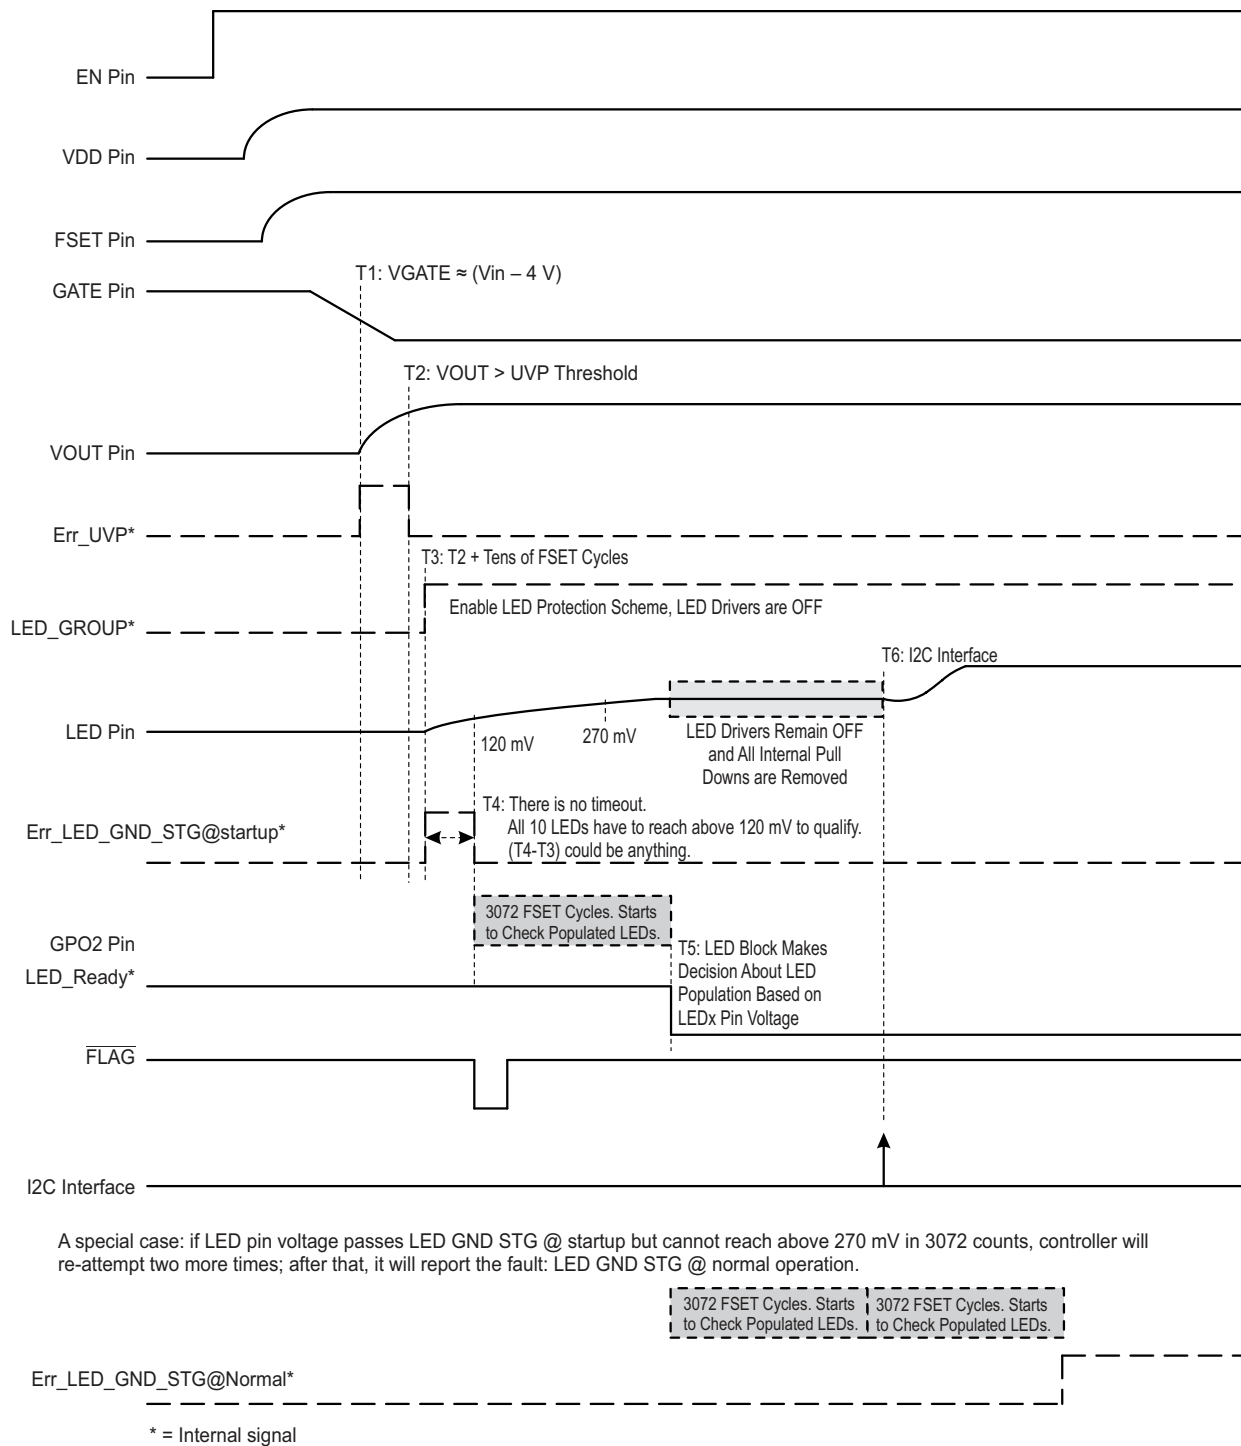 EN Pin
VDD Pin
FSET Pin
T1: VGATE ≈ (Vin – 4 V)
GATE Pin
T2: VOUT > UVP Threshold
VOUT Pin
Err_UVP*
T3: T2 + Tens of FSET Cycles
Enable LED Protection Scheme, LED Drivers are OFF
LED_GROUP*
T6: I2C Interface
LED Pin
120 mV
270 mV
LED Drivers Remain OFF
and All Internal Pull
Downs are Removed
T4: There is no timeout.
All 10 LEDs have to reach above 120 mV to qualify.
(T4-T3) could be anything.
Err_LED_GND_STG@startup*
3072 FSET Cycles. Starts
to Check Populated LEDs.
GPO2 Pin
LED_Ready*
T5: LED Block Makes
Decision About LED
Population Based on
LEDx Pin Voltage
FLAG
I2C Interface
A special case: if LED pin voltage passes LED GND STG @ startup but cannot reach above 270 mV in 3072 counts, controller will
re-attempt two more times; after that, it will report the fault: LED GND STG @ normal operation.
3072 FSET Cycles. Starts
to Check Populated LEDs.
3072 FSET Cycles. Starts
to Check Populated LEDs.
Err_LED_GND_STG@Normal*
* = Internal signal